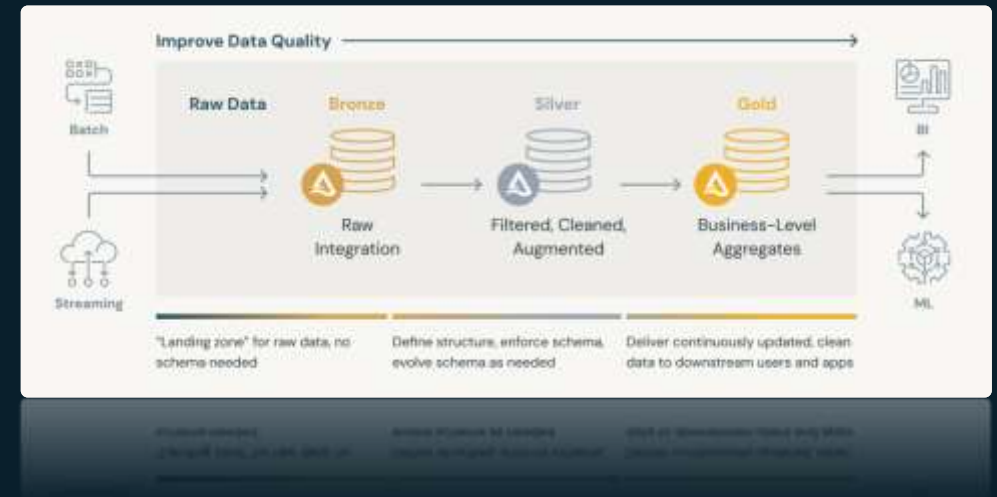 Improve Data Quality
Raw Data
Bronze
Silver
Gold
Batch
BI
Raw
Integration
Filtered, Cleaned,
Augmented
Business-Level
Aggregates
Streaming
ML
"Landing zone" for raw data, no
schema needed
Define structure, enforce schema,
evolve schema as needed
Deliver continuously updated, clean
data to downstream users and apps